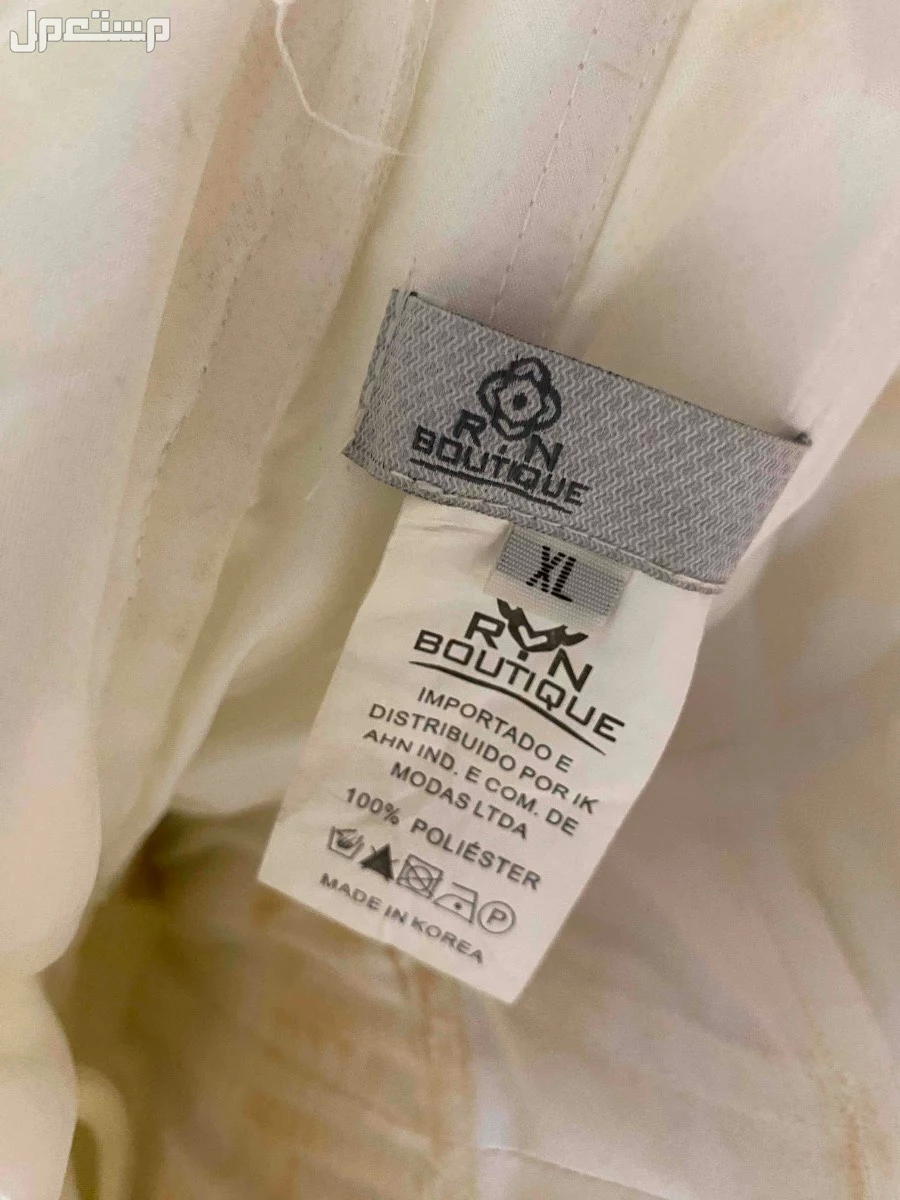 مستعمل
RYN
BOUTIQUE
XL
RYN
BOUTIQUE
IMPORTADO E
DISTRIBUIDO POR IK
AHN IND. E COM. DE
MODAS LTDA
100% POLIÉSTER
P
MADE IN KOREA